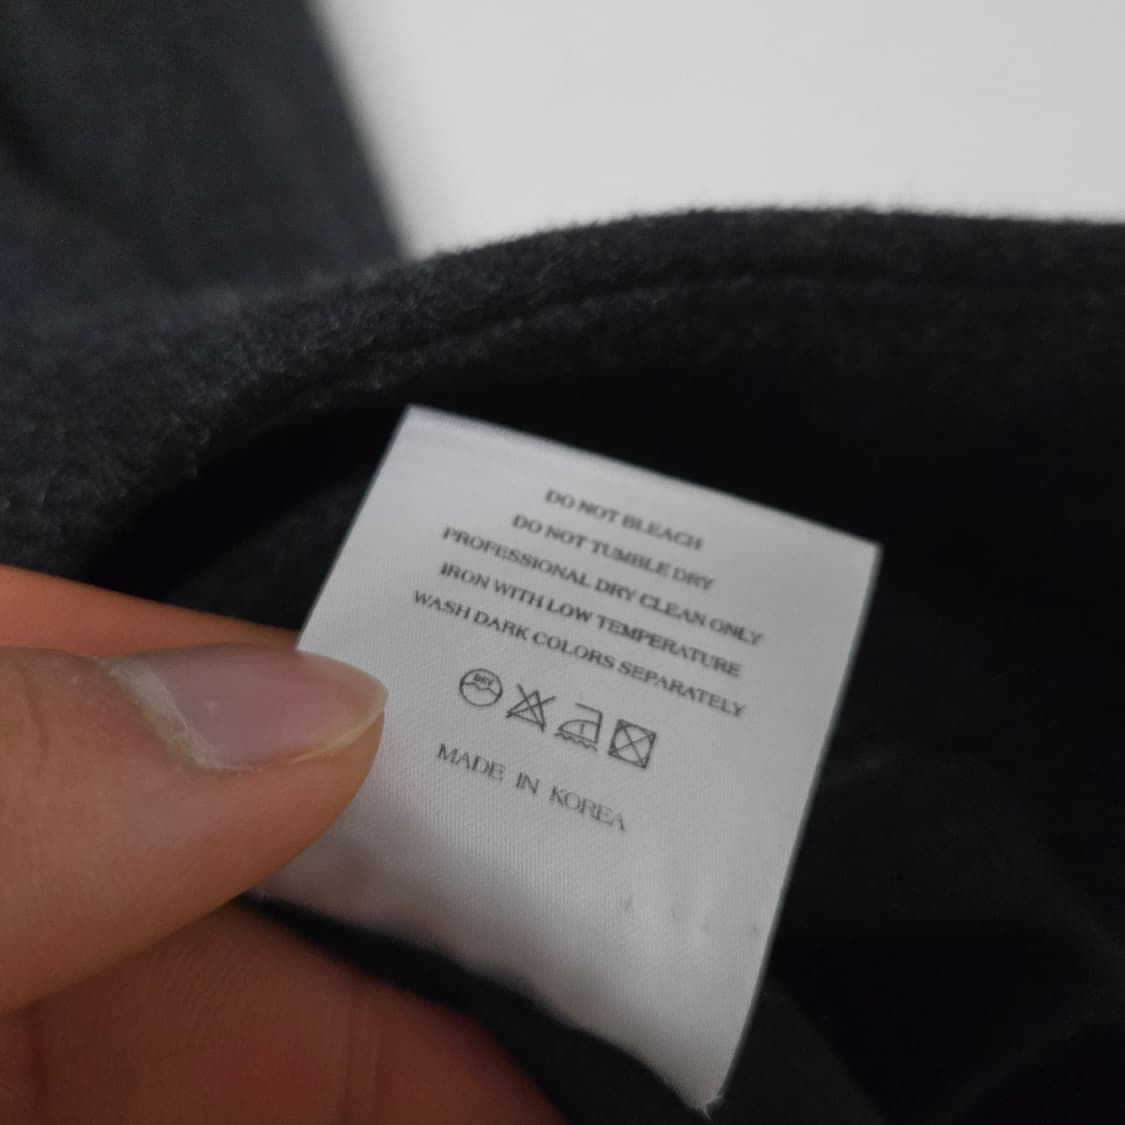 DO NOT BLEACH
DO NOT TUMBLE DRY
PROFESSIONAL DRY CLEAN ONLY
IRON WITH LOW TEMPERATURE
WASH DARK COLORS SEPARATELY
DRY
MADE IN KOREA